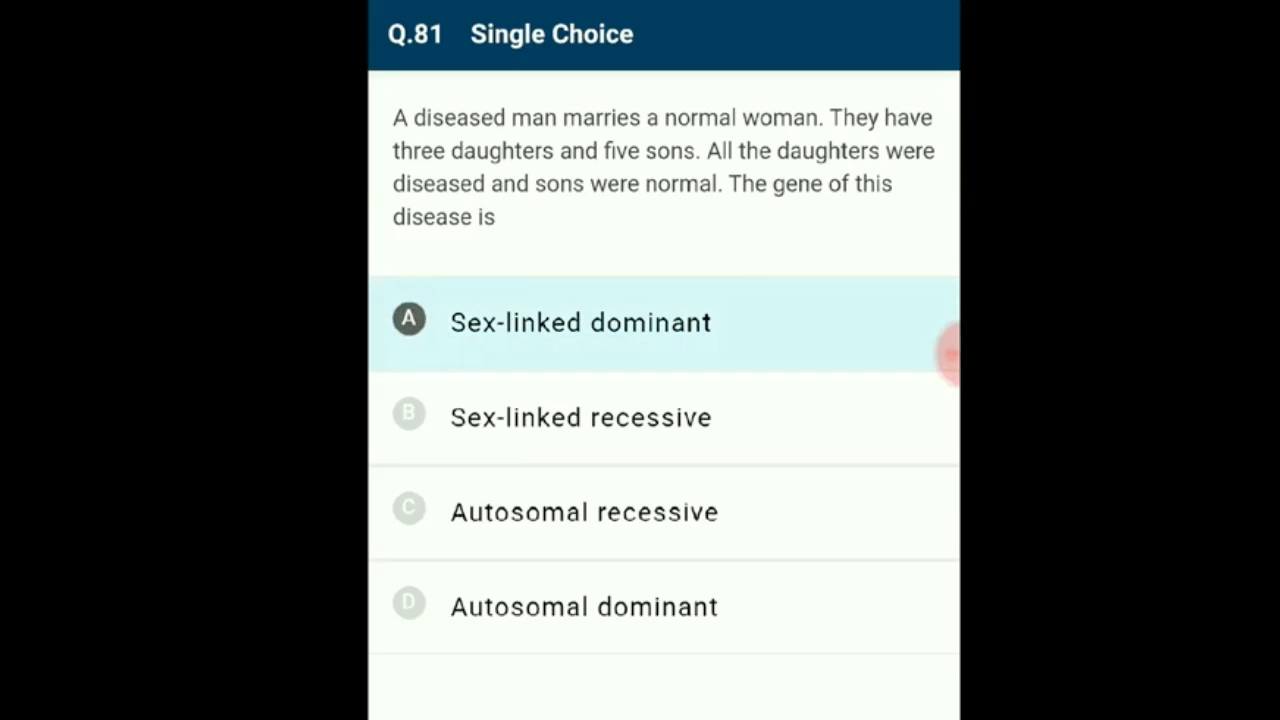 Q.81 Single Choice
A diseased man marries a normal woman. They have
three daughters and five sons. All the daughters were
diseased and sons were normal. The gene of this
disease is
A Sex-linked dominant
B Sex-linked recessive
C Autosomal recessive
D Autosomal dominant